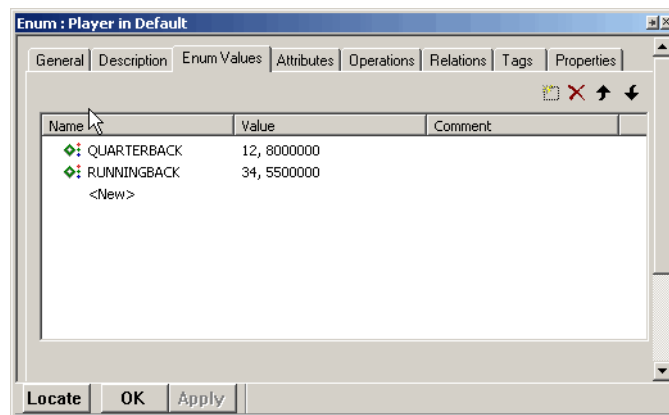 Enum : Player in Default
General Description Enum Values Attributes Operations Relations Tags Properties
Name Value Comment
QUARTERBACK 12, 8000000
RUNNINGBACK 34, 5500000
<New>
Locate OK Apply